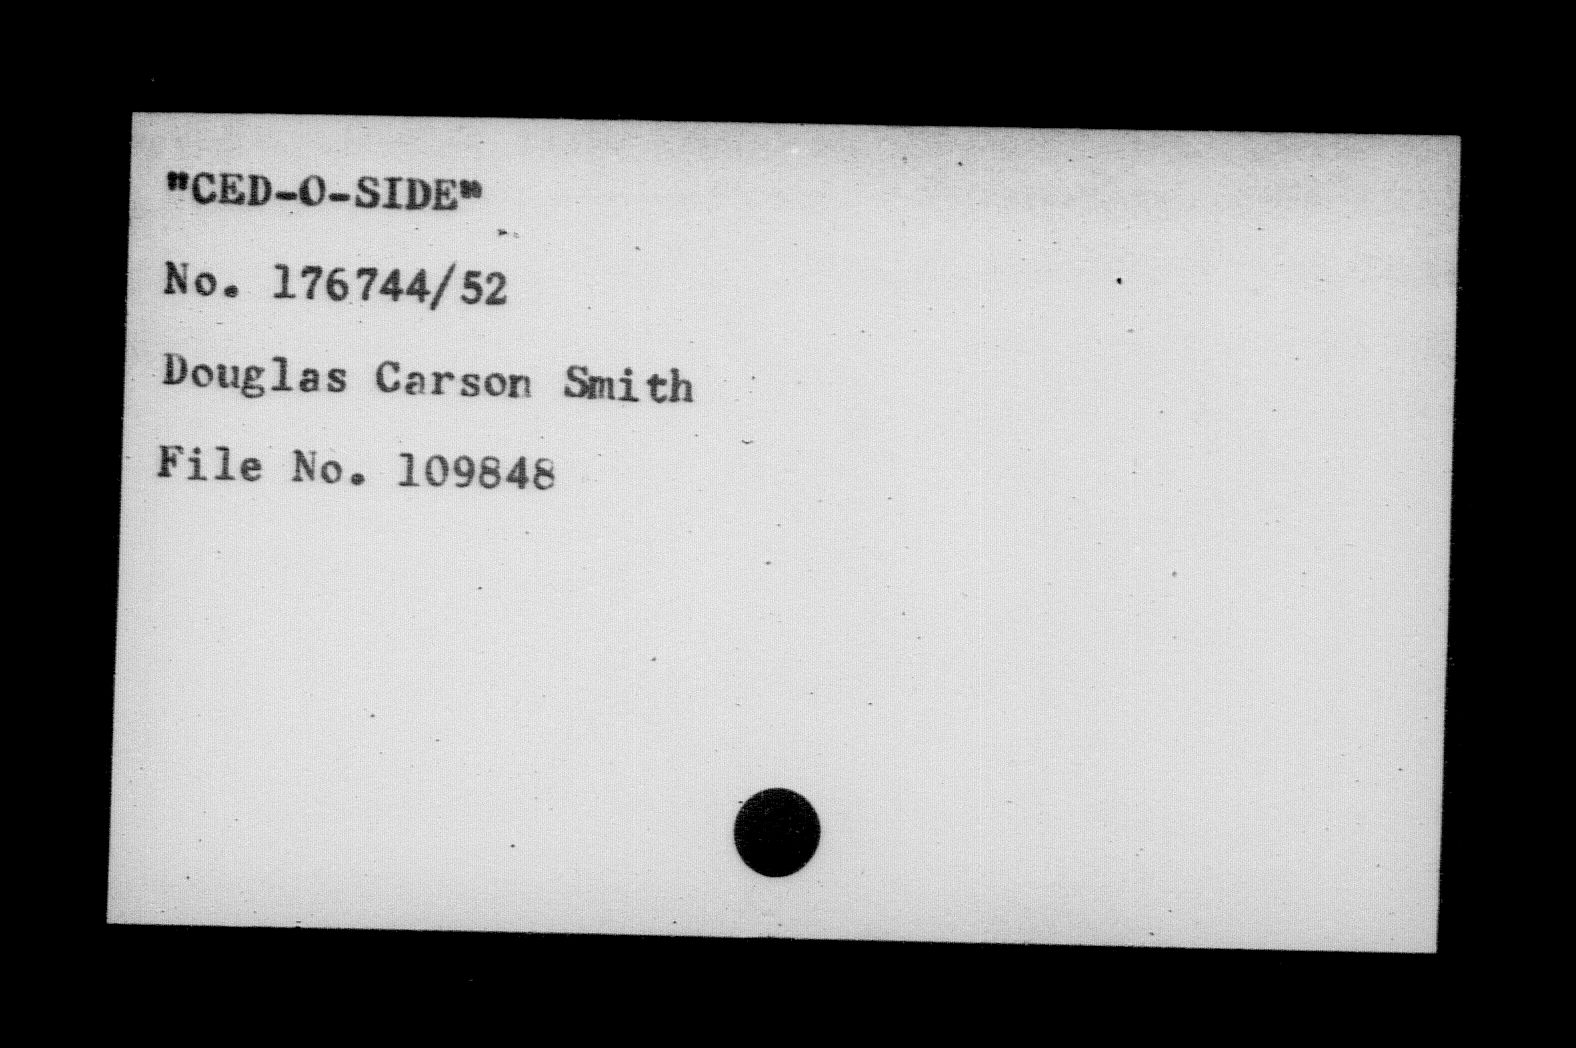 "CED-O-SIDE"
No. 176744/52
Douglas Carson Smith
File No. 109848